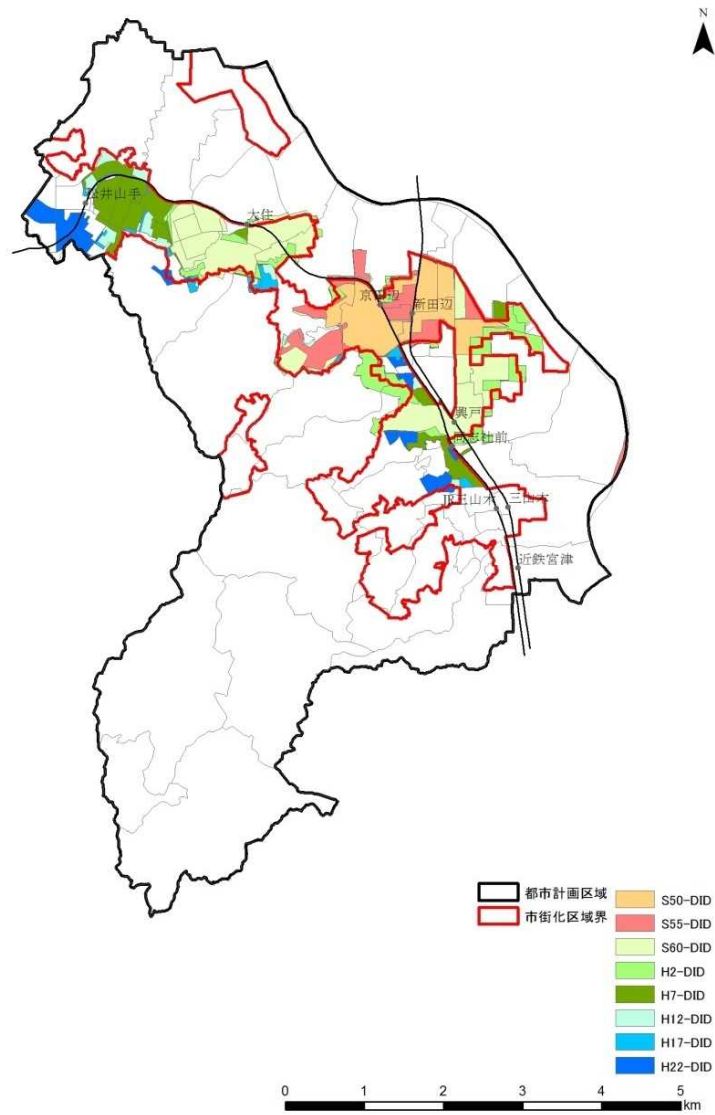 N
松井山手
大住
京田辺
新田辺
興戸
同志社前
JR三山木
三山木
近鉄宮津
都市計画区域
市街化区域界
S50-DID
S55-DID
S60-DID
H2-DID
H7-DID
H12-DID
H17-DID
H22-DID
0 1 2 3 4 5
km